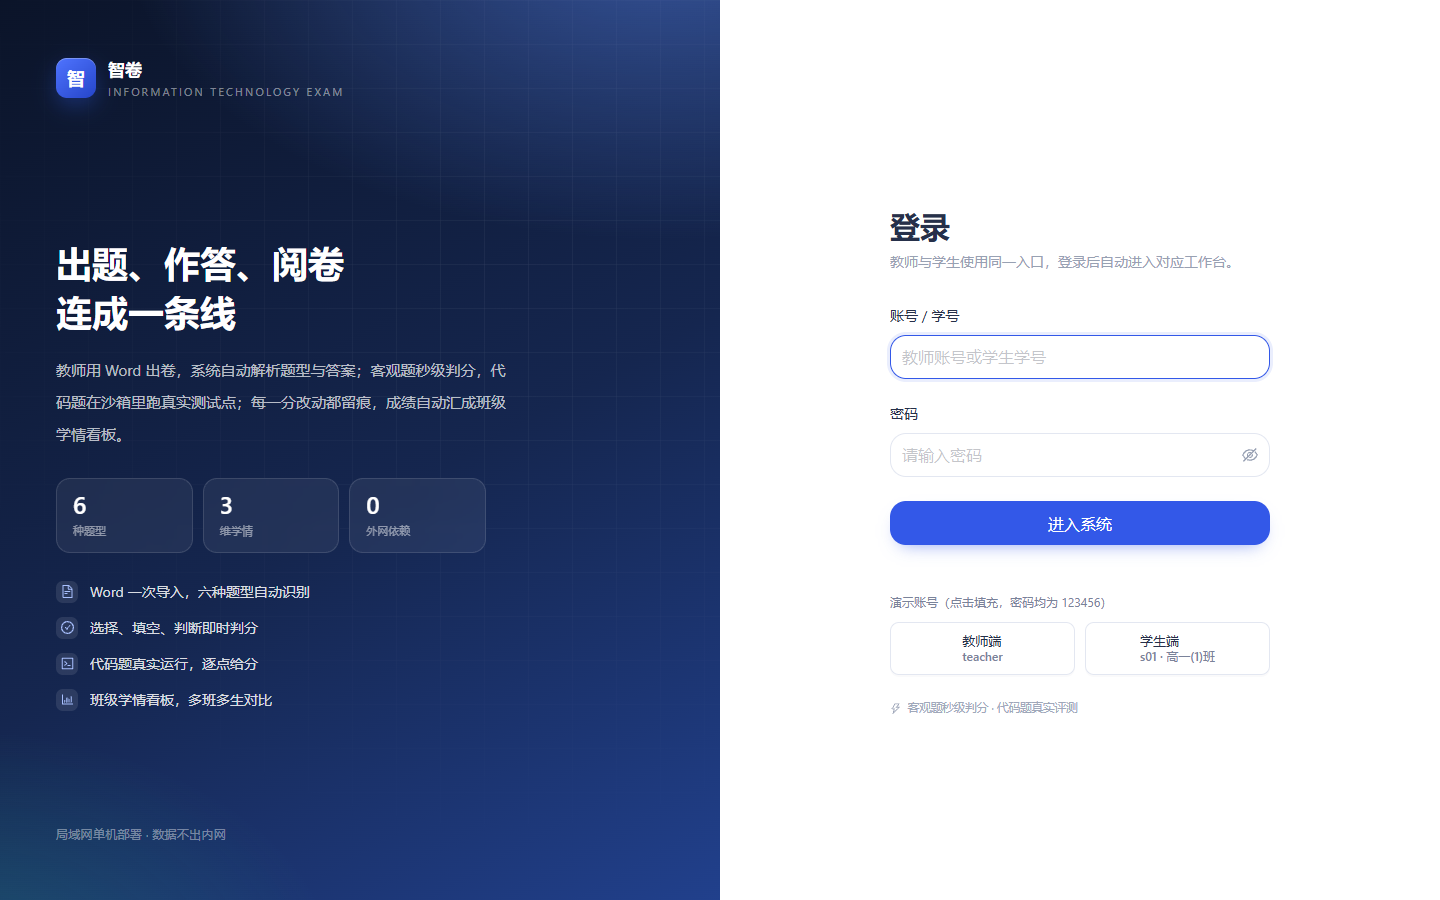 智
智卷
INFORMATION TECHNOLOGY EXAM
出题、作答、阅卷
连成一条线
教师用 Word 出卷，系统自动解析题型与答案；客观题秒级判分，代
码题在沙箱里跑真实测试点；每一分改动都留痕，成绩自动汇成班级
学情看板。
6
种题型
3
维学情
0
外网依赖
Word 一次导入，六种题型自动识别
选择、填空、判断即时判分
代码题真实运行，逐点给分
班级学情看板，多班多生对比
局域网单机部署 · 数据不出内网
登录
教师与学生使用同一入口，登录后自动进入对应工作台。
账号 / 学号
教师账号或学生学号
密码
请输入密码
进入系统
演示账号（点击填充，密码均为 123456）
教师端
teacher
学生端
s01 · 高一(1)班
客观题秒级判分 · 代码题真实评测